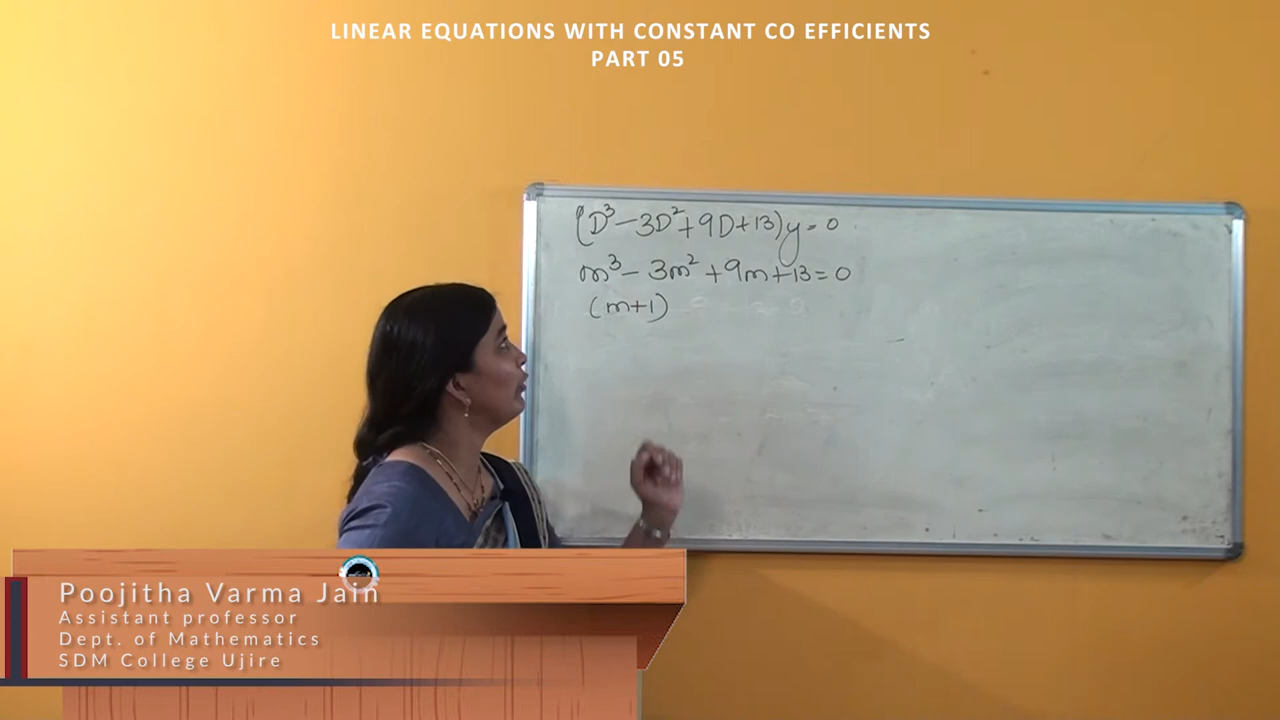 LINEAR EQUATIONS WITH CONSTANT CO EFFICIENTS
PART 05
(D³ - 3D² + 9D + 13)y = 0
m³ - 3m² + 9m + 13 = 0
(m+1)
Poojitha Varma Jain
Assistant professor
Dept. of Mathematics
SDM College Ujire